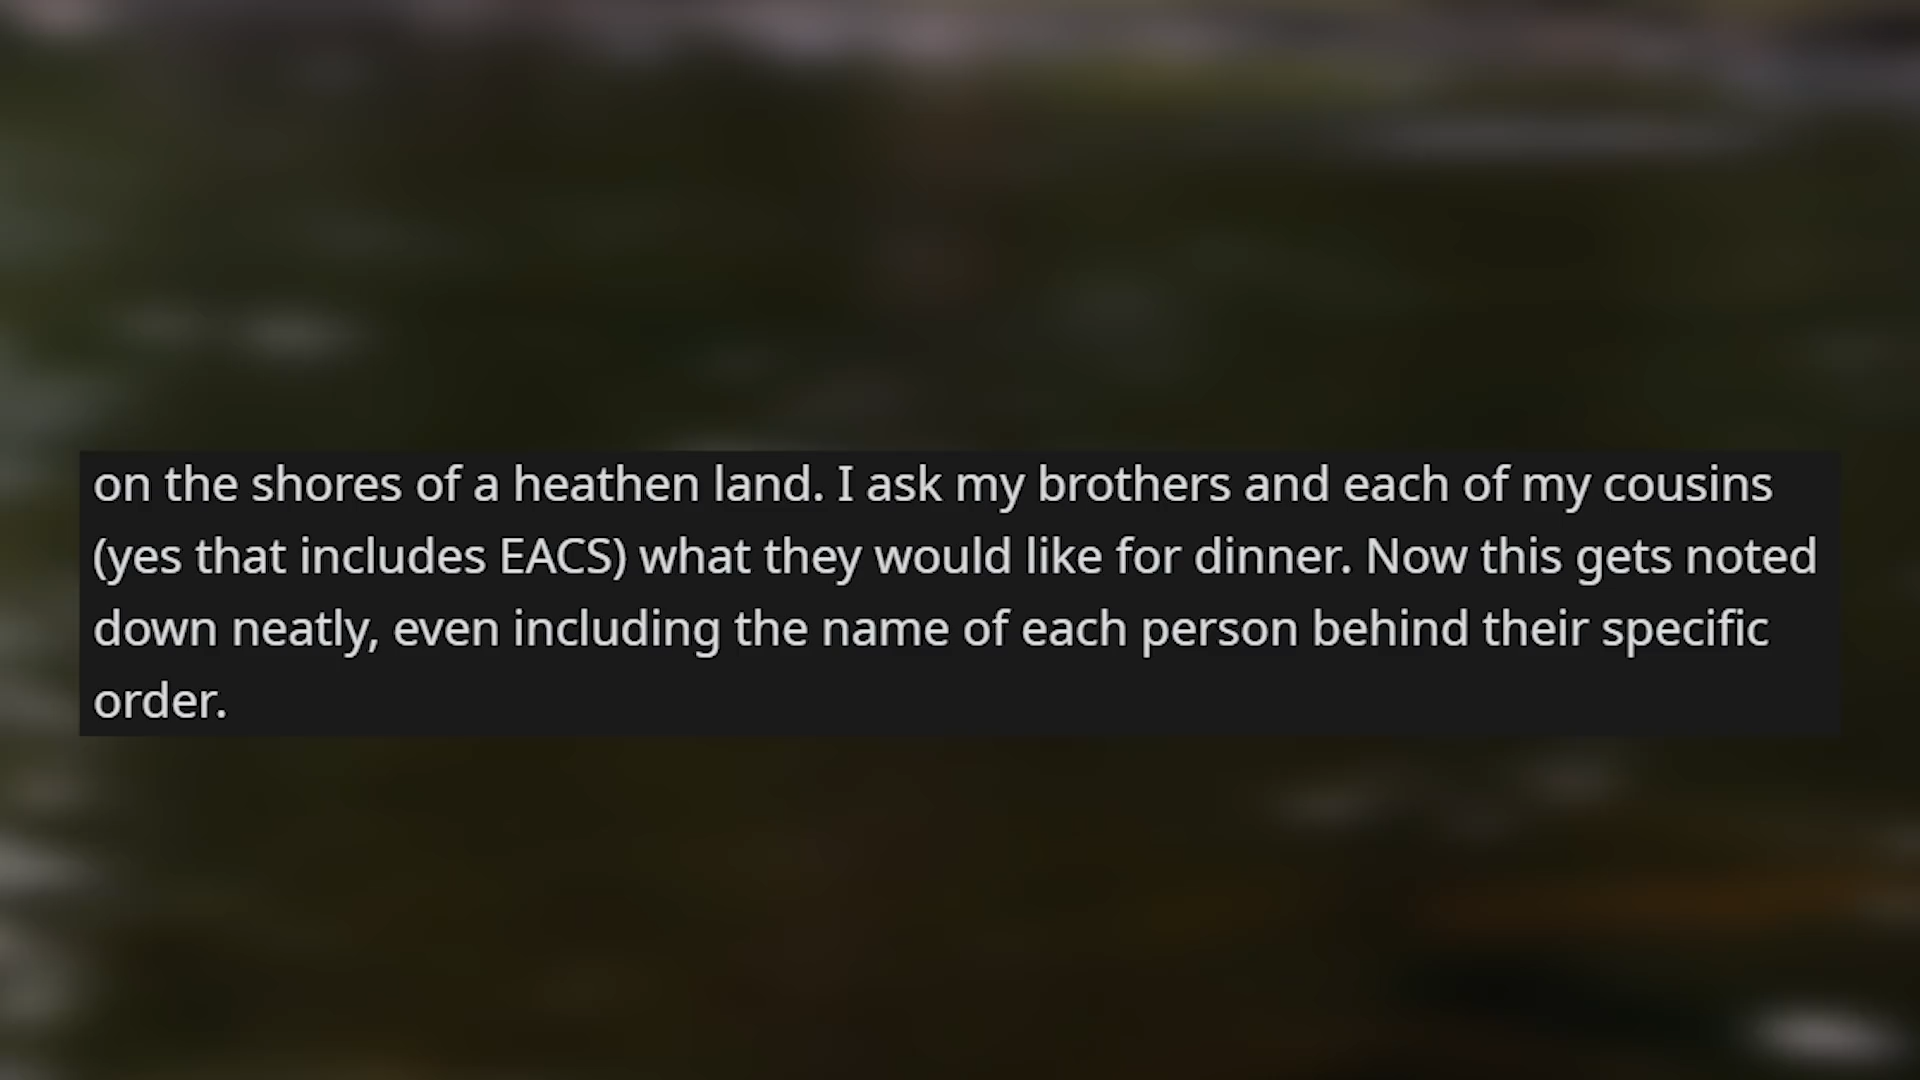 on the shores of a heathen land. I ask my brothers and each of my cousins
(yes that includes EACS) what they would like for dinner. Now this gets noted
down neatly, even including the name of each person behind their specific
order.